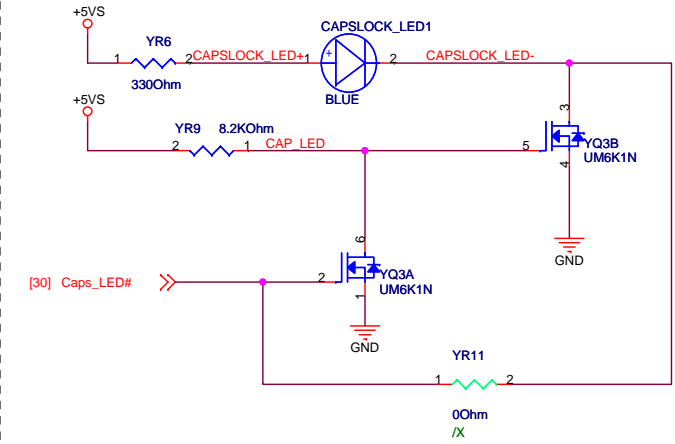 +5VS
YR6
1
2
330Ohm
CAPSLOCK_LED+
CAPSLOCK_LED1
1
+
2
BLUE
CAPSLOCK_LED-
+5VS
YR9
8.2KOhm
2
1
CAP_LED
5
3
YQ3B
UM6K1N
4
GND
6
[30] Caps_LED#
2
YQ3A
UM6K1N
1
GND
YR11
1
2
0Ohm
/X